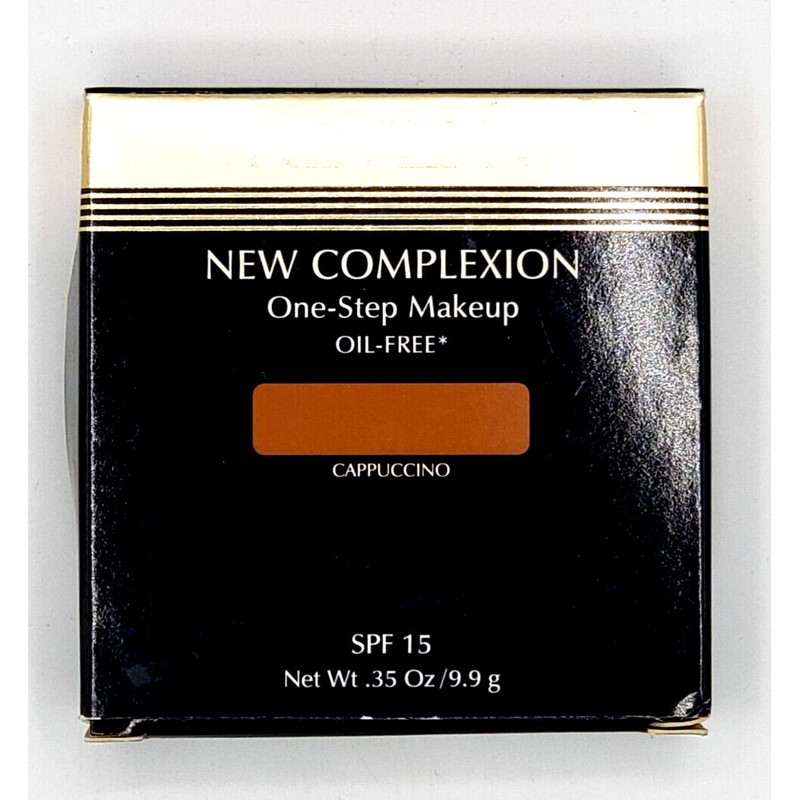 NEW COMPLEXION
One-Step Makeup
OIL-FREE*
CAPPUCCINO
SPF 15
Net Wt .35 Oz/9.9 g